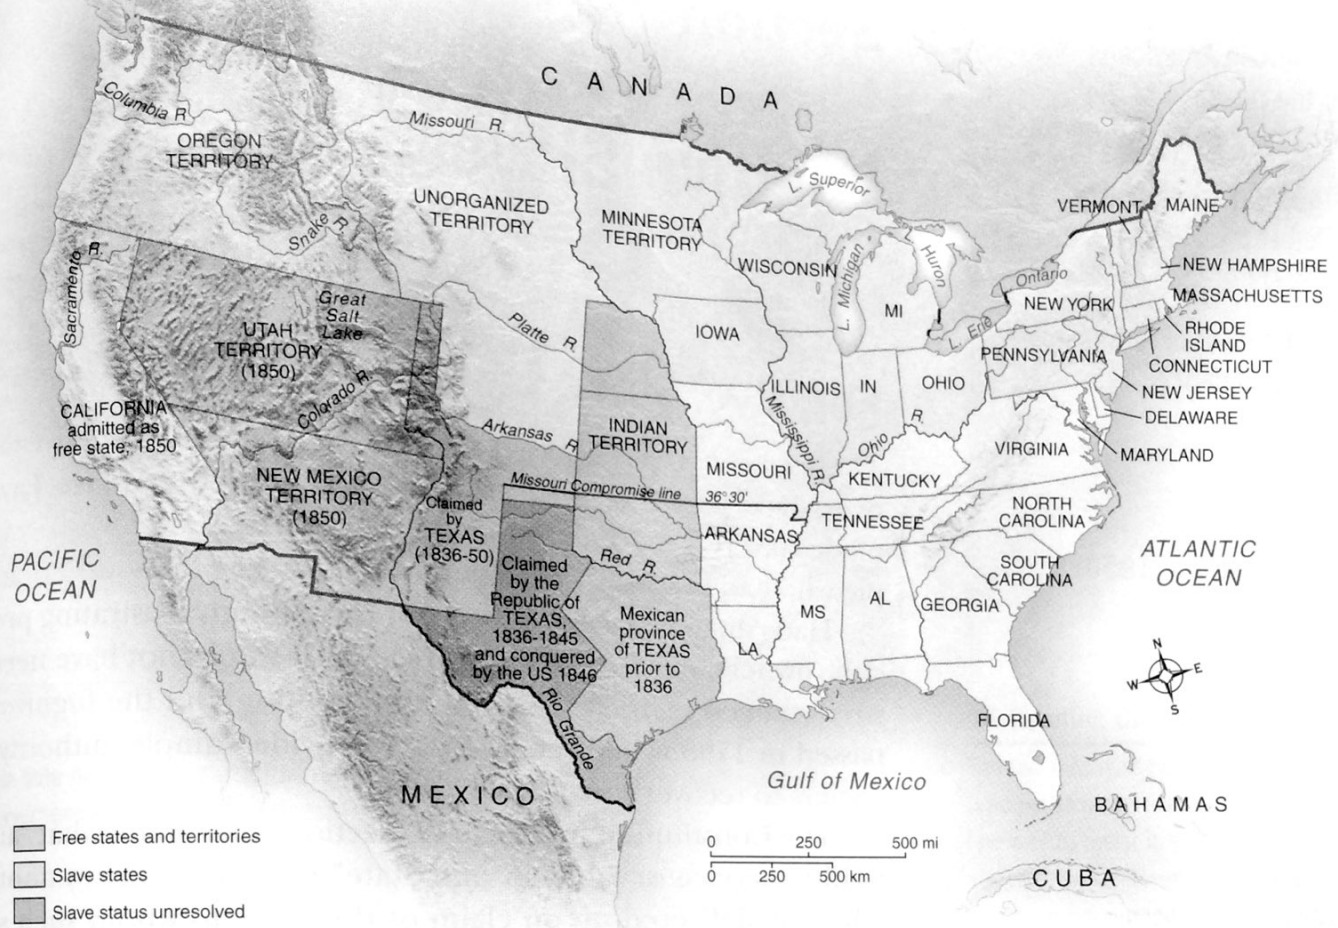 CANADA
Columbia R.
Missouri R.
OREGON
TERRITORY
UNORGANIZED
TERRITORY
MINNESOTA
TERRITORY
L. Superior
VERMONT
MAINE
Snake R.
Sacramento R.
WISCONSIN
L. Michigan
Huron
Ontario
NEW HAMPSHIRE
Great
Salt
Lake
UTAH
TERRITORY
(1850)
Platte R.
IOWA
MI
L. Erie
NEW YORK
MASSACHUSETTS
RHODE
ISLAND
CONNECTICUT
PENNSYLVANIA
NEW JERSEY
DELAWARE
MARYLAND
ILLINOIS
IN
OHIO
Colorado R.
CALIFORNIA
admitted as
free state, 1850
Arkansas R.
INDIAN
TERRITORY
Mississippi R.
Ohio R.
VIRGINIA
NEW MEXICO
TERRITORY
(1850)
Missouri Compromise line
36°30'
MISSOURI
KENTUCKY
Claimed
by
TEXAS
(1836-50)
ARKANSAS
TENNESSEE
NORTH
CAROLINA
PACIFIC
OCEAN
Red R.
SOUTH
CAROLINA
ATLANTIC
OCEAN
Claimed
by the
Republic of
TEXAS,
1836-1845
and conquered
by the US 1846
Mexican
province
of TEXAS
prior to
1836
LA
MS
AL
GEORGIA
N
W E
S
Rio Grande
FLORIDA
MEXICO
Gulf of Mexico
BAHAMAS
CUBA
Free states and territories
Slave states
Slave status unresolved
0 250 500 mi
0 250 500 km